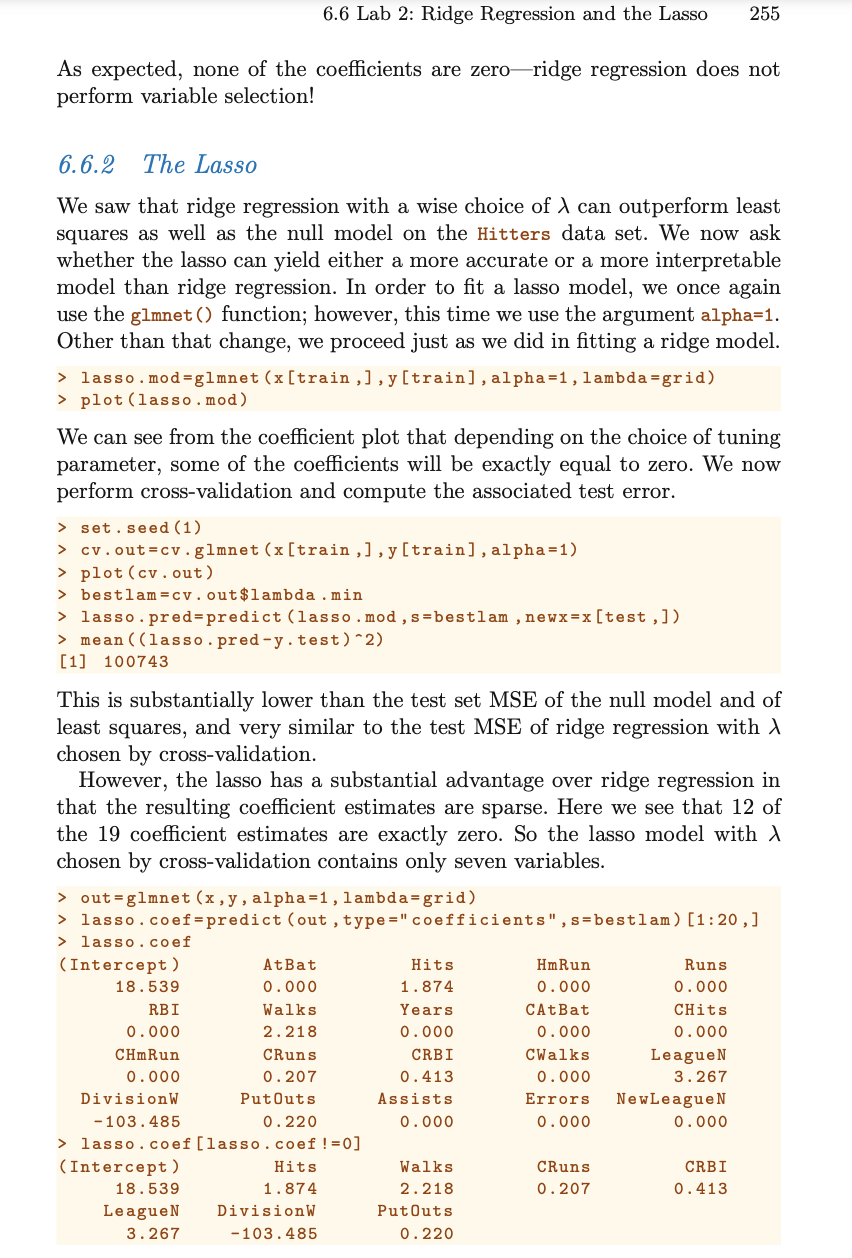 6.6 Lab 2: Ridge Regression and the Lasso 255
As expected, none of the coefficients are zero—ridge regression does not
perform variable selection!
6.6.2 The Lasso
We saw that ridge regression with a wise choice of λ can outperform least
squares as well as the null model on the Hitters data set. We now ask
whether the lasso can yield either a more accurate or a more interpretable
model than ridge regression. In order to fit a lasso model, we once again
use the glmnet() function; however, this time we use the argument alpha=1.
Other than that change, we proceed just as we did in fitting a ridge model.
> lasso.mod=glmnet(x[train,],y[train],alpha=1,lambda=grid)
> plot(lasso.mod)
We can see from the coefficient plot that depending on the choice of tuning
parameter, some of the coefficients will be exactly equal to zero. We now
perform cross-validation and compute the associated test error.
> set.seed(1)
> cv.out=cv.glmnet(x[train,],y[train],alpha=1)
> plot(cv.out)
> bestlam=cv.out$lambda.min
> lasso.pred=predict(lasso.mod,s=bestlam,newx=x[test,])
> mean((lasso.pred-y.test)^2)
[1] 100743
This is substantially lower than the test set MSE of the null model and of
least squares, and very similar to the test MSE of ridge regression with λ
chosen by cross-validation.
However, the lasso has a substantial advantage over ridge regression in
that the resulting coefficient estimates are sparse. Here we see that 12 of
the 19 coefficient estimates are exactly zero. So the lasso model with λ
chosen by cross-validation contains only seven variables.
> out=glmnet(x,y,alpha=1,lambda=grid)
> lasso.coef=predict(out,type="coefficients",s=bestlam)[1:20,]
> lasso.coef
(Intercept) AtBat Hits HmRun Runs
18.539 0.000 1.874 0.000 0.000
RBI Walks Years CAtBat CHits
0.000 2.218 0.000 0.000 0.000
CHmRun CRuns CRBI CWalks LeagueN
0.000 0.207 0.413 0.000 3.267
DivisionW PutOuts Assists Errors NewLeagueN
-103.485 0.220 0.000 0.000 0.000
> lasso.coef[lasso.coef!=0]
(Intercept) Hits Walks CRuns CRBI
18.539 1.874 2.218 0.207 0.413
LeagueN DivisionW PutOuts
3.267 -103.485 0.220